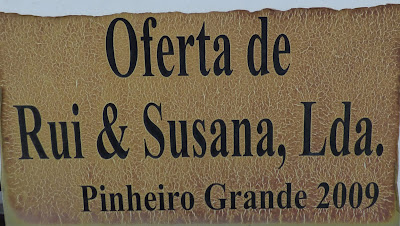 Oferta de
Rui & Susana, Lda.
Pinheiro Grande 2009